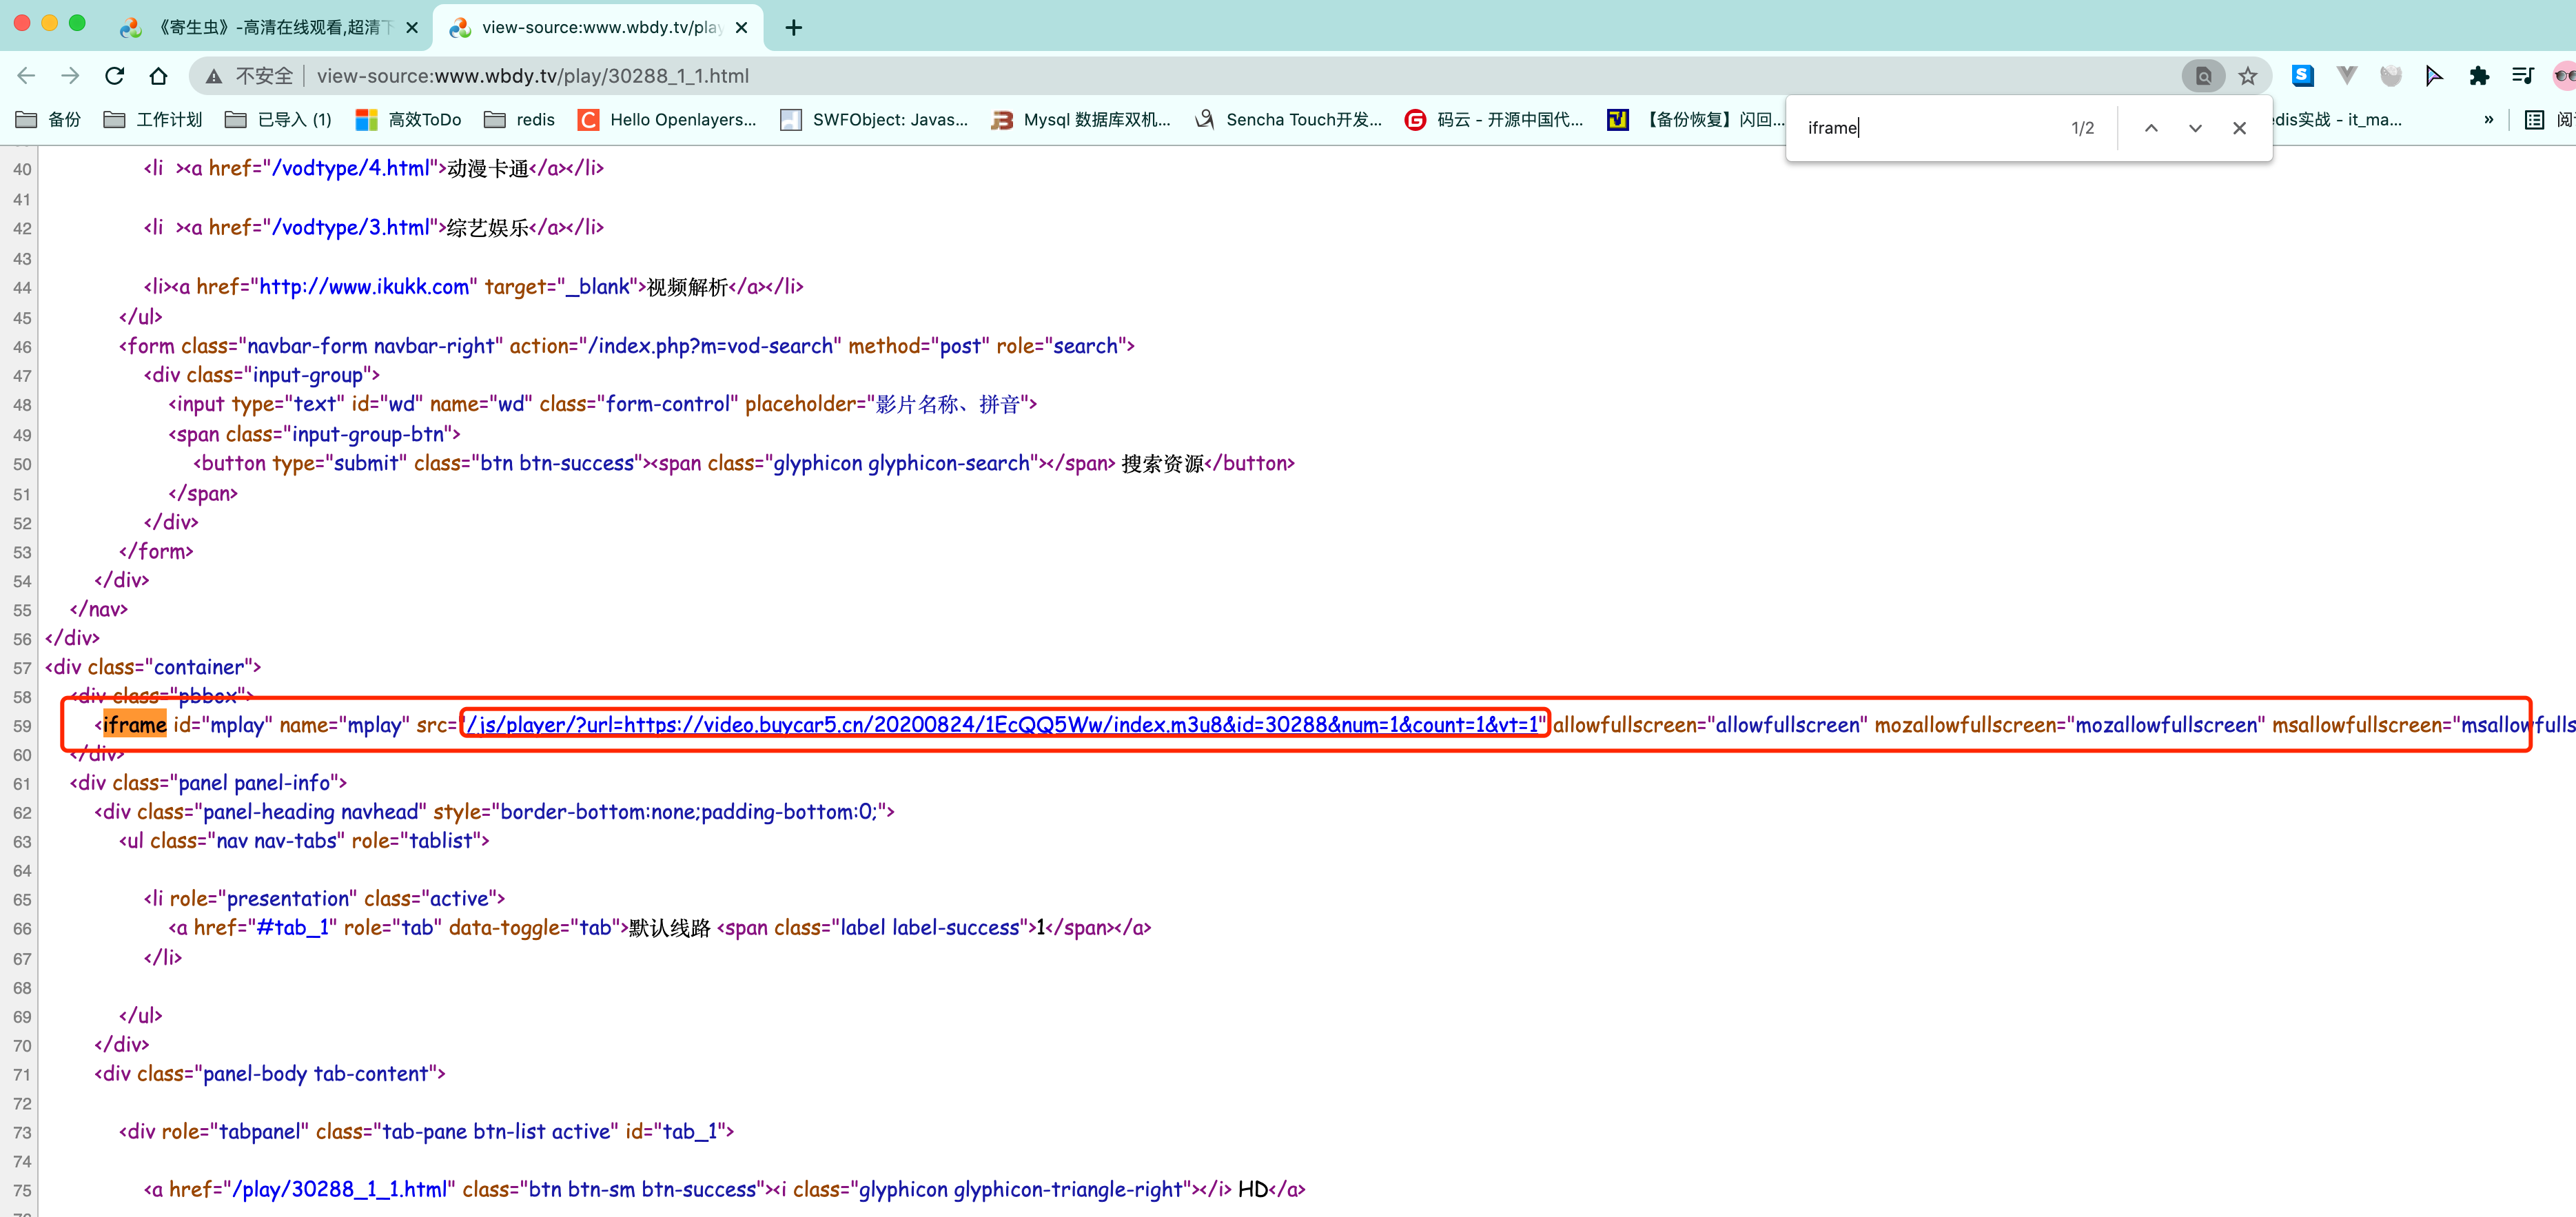 《寄生虫》-高清在线观看,超清下
view-source:www.wbdy.tv/play
不安全 view-source:www.wbdy.tv/play/30288_1_1.html
备份 工作计划 已导入 (1) 高效ToDo redis Hello Openlayers... SWFObject: Javas... Mysql 数据库双机... Sencha Touch开发... 码云 - 开源中国代... 【备份恢复】闪回... edis实战 - it_ma... »
iframe 1/2
40 <li ><a href="/vodtype/4.html">动漫卡通</a></li>
41
42 <li ><a href="/vodtype/3.html">综艺娱乐</a></li>
43
44 <li><a href="http://www.ikukk.com" target="_blank">视频解析</a></li>
45 </ul>
46 <form class="navbar-form navbar-right" action="/index.php?m=vod-search" method="post" role="search">
47 <div class="input-group">
48 <input type="text" id="wd" name="wd" class="form-control" placeholder="影片名称、拼音">
49 <span class="input-group-btn">
50 <button type="submit" class="btn btn-success"><span class="glyphicon glyphicon-search"></span> 搜索资源</button>
51 </span>
52 </div>
53 </form>
54 </div>
55 </nav>
56 </div>
57 <div class="container">
58 <div class="pbbox">
59 <iframe id="mplay" name="mplay" src="/js/player/?url=https://video.buycar5.cn/20200824/1EcQQ5Ww/index.m3u8&id=30288&num=1&count=1&vt=1" allowfullscreen="allowfullscreen" mozallowfullscreen="mozallowfullscreen" msallowfullscreen="msallowfulls
60 </div>
61 <div class="panel panel-info">
62 <div class="panel-heading navhead" style="border-bottom:none;padding-bottom:0;">
63 <ul class="nav nav-tabs" role="tablist">
64
65 <li role="presentation" class="active">
66 <a href="#tab_1" role="tab" data-toggle="tab">默认线路 <span class="label label-success">1</span></a>
67 </li>
68
69 </ul>
70 </div>
71 <div class="panel-body tab-content">
72
73 <div role="tabpanel" class="tab-pane btn-list active" id="tab_1">
74
75 <a href="/play/30288_1_1.html" class="btn btn-sm btn-success"><i class="glyphicon glyphicon-triangle-right"></i> HD</a>